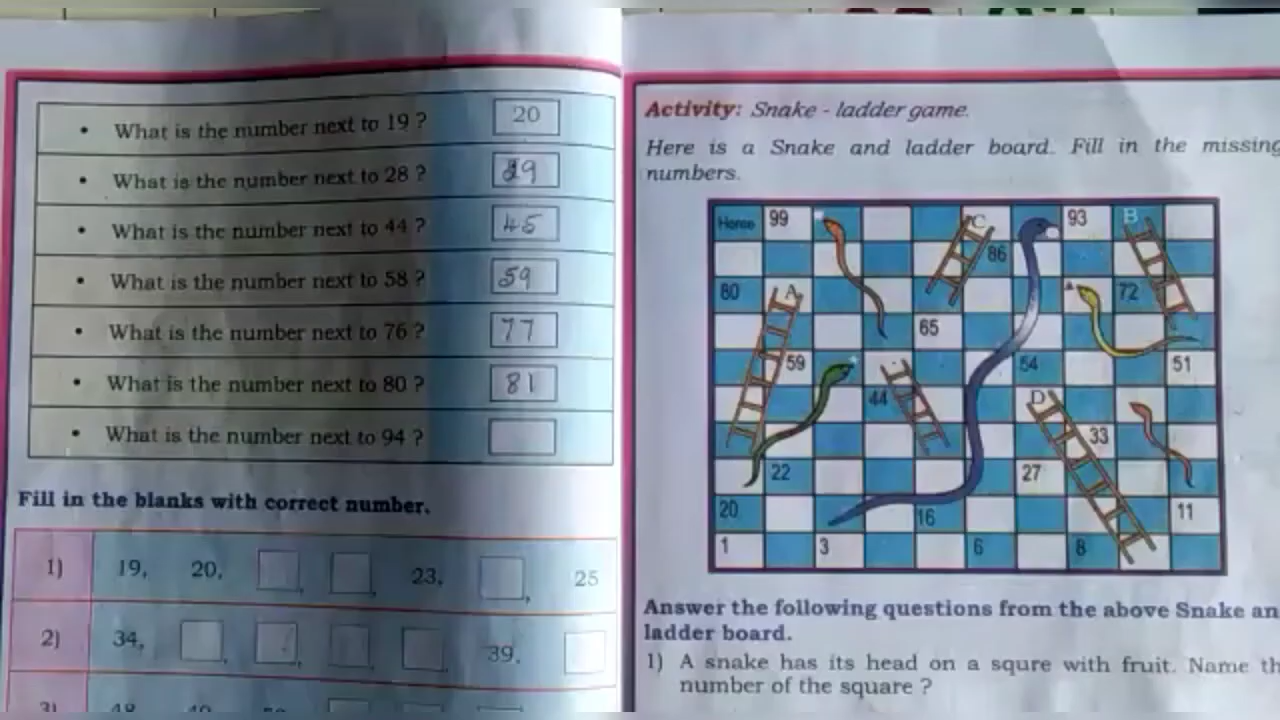 • What is the number next to 19 ? 20
• What is the number next to 28 ? 29
• What is the number next to 44 ? 45
• What is the number next to 58 ? 59
• What is the number next to 76 ? 77
• What is the number next to 80 ? 81
• What is the number next to 94 ?
Fill in the blanks with correct number.
1) 19, 20, , , 23, , 25
2) 34, , , , , 39,
3) 48 49 50
Activity: Snake - ladder game.
Here is a Snake and ladder board. Fill in the missing
numbers.
Home 99 C 93 B
86
80 A 72
65
59 54 51
44 D
33
22 27
20 16 11
1 3 6 8
Answer the following questions from the above Snake an
ladder board.
1) A snake has its head on a squre with fruit. Name th
number of the square ?